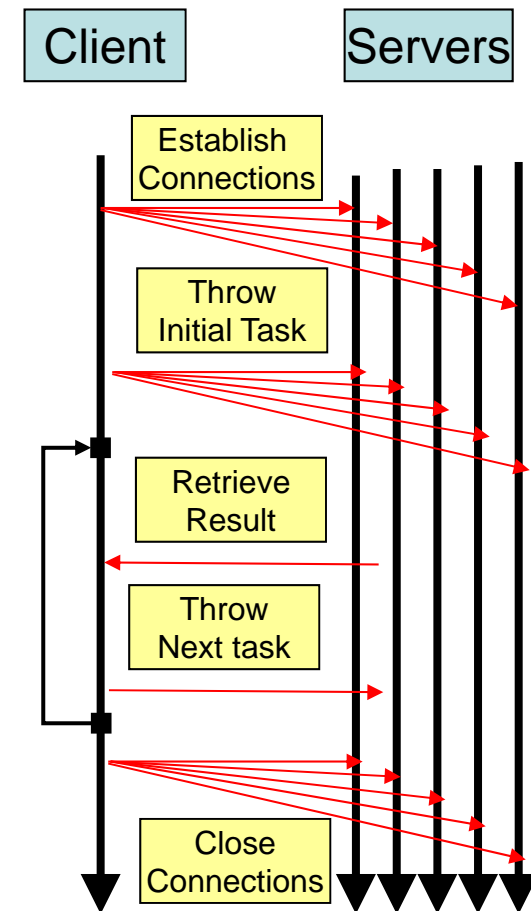 Client
Servers
Establish
Connections
Throw
Initial Task
Retrieve
Result
Throw
Next task
Close
Connections